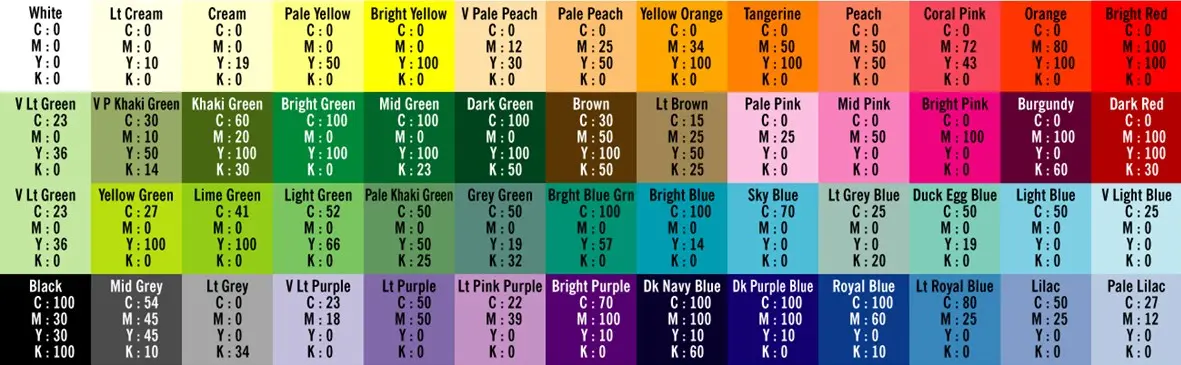 White
C : 0
M : 0
Y : 0
K : 0
Lt Cream
C : 0
M : 0
Y : 10
K : 0
Cream
C : 0
M : 0
Y : 19
K : 0
Pale Yellow
C : 0
M : 0
Y : 50
K : 0
Bright Yellow
C : 0
M : 0
Y : 100
K : 0
V Pale Peach
C : 0
M : 12
Y : 30
K : 0
Pale Peach
C : 0
M : 25
Y : 50
K : 0
Yellow Orange
C : 0
M : 34
Y : 100
K : 0
Tangerine
C : 0
M : 50
Y : 100
K : 0
Peach
C : 0
M : 50
Y : 50
K : 0
Coral Pink
C : 0
M : 72
Y : 43
K : 0
Orange
C : 0
M : 80
Y : 100
K : 0
Bright Red
C : 0
M : 100
Y : 100
K : 0
V Lt Green
C : 23
M : 0
Y : 36
K : 0
V P Khaki Green
C : 30
M : 10
Y : 50
K : 14
Khaki Green
C : 60
M : 20
Y : 100
K : 30
Bright Green
C : 100
M : 0
Y : 100
K : 0
Mid Green
C : 100
M : 0
Y : 100
K : 23
Dark Green
C : 100
M : 0
Y : 100
K : 50
Brown
C : 30
M : 50
Y : 100
K : 50
Lt Brown
C : 15
M : 25
Y : 50
K : 25
Pale Pink
C : 0
M : 25
Y : 0
K : 0
Mid Pink
C : 0
M : 50
Y : 0
K : 0
Bright Pink
C : 0
M : 100
Y : 0
K : 0
Burgundy
C : 0
M : 100
Y : 0
K : 60
Dark Red
C : 0
M : 100
Y : 100
K : 30
V Lt Green
C : 23
M : 0
Y : 36
K : 0
Yellow Green
C : 27
M : 0
Y : 100
K : 0
Lime Green
C : 41
M : 0
Y : 100
K : 0
Light Green
C : 52
M : 0
Y : 66
K : 0
Pale Khaki Green
C : 50
M : 0
Y : 50
K : 25
Grey Green
C : 50
M : 0
Y : 19
K : 32
Brght Blue Grn
C : 100
M : 0
Y : 57
K : 0
Bright Blue
C : 100
M : 0
Y : 14
K : 0
Sky Blue
C : 70
M : 0
Y : 0
K : 0
Lt Grey Blue
C : 25
M : 0
Y : 0
K : 20
Duck Egg Blue
C : 50
M : 0
Y : 19
K : 0
Light Blue
C : 50
M : 0
Y : 0
K : 0
V Light Blue
C : 25
M : 0
Y : 0
K : 0
Black
C : 100
M : 30
Y : 30
K : 100
Mid Grey
C : 54
M : 45
Y : 45
K : 10
Lt Grey
C : 0
M : 0
Y : 0
K : 34
V Lt Purple
C : 23
M : 18
Y : 0
K : 0
Lt Purple
C : 50
M : 50
Y : 0
K : 0
Lt Pink Purple
C : 22
M : 39
Y : 0
K : 0
Bright Purple
C : 70
M : 100
Y : 10
K : 0
Dk Navy Blue
C : 100
M : 100
Y : 10
K : 60
Dk Purple Blue
C : 100
M : 100
Y : 10
K : 0
Royal Blue
C : 100
M : 60
Y : 0
K : 10
Lt Royal Blue
C : 80
M : 25
Y : 0
K : 0
Lilac
C : 50
M : 25
Y : 0
K : 0
Pale Lilac
C : 27
M : 12
Y : 0
K : 0